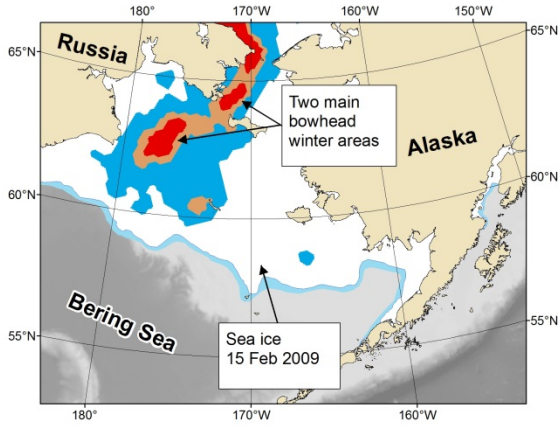 180°
170°W
160°W
150°W
65°N
65°N
Russia
Two main
bowhead
winter areas
Alaska
60°N
60°N
Bering Sea
Sea ice
15 Feb 2009
55°N
55°N
180°
170°W
160°W